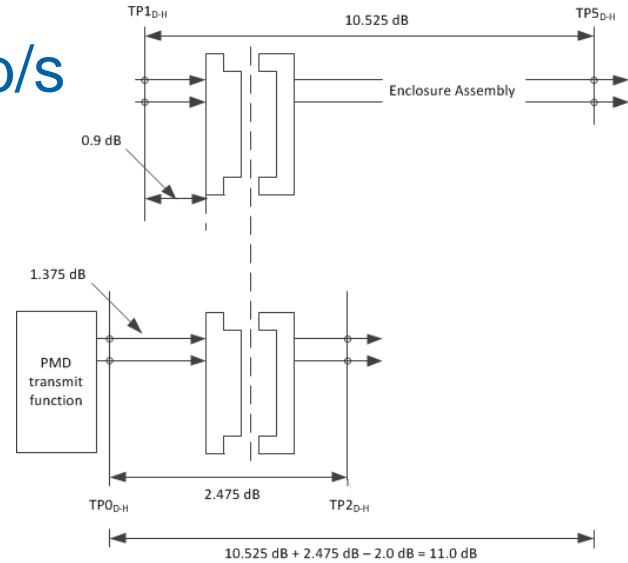 b/s
TP1D-H
10.525 dB
TP5D-H
Enclosure Assembly
0.9 dB
1.375 dB
PMD
transmit
function
2.475 dB
TP0D-H
TP2D-H
10.525 dB + 2.475 dB – 2.0 dB = 11.0 dB